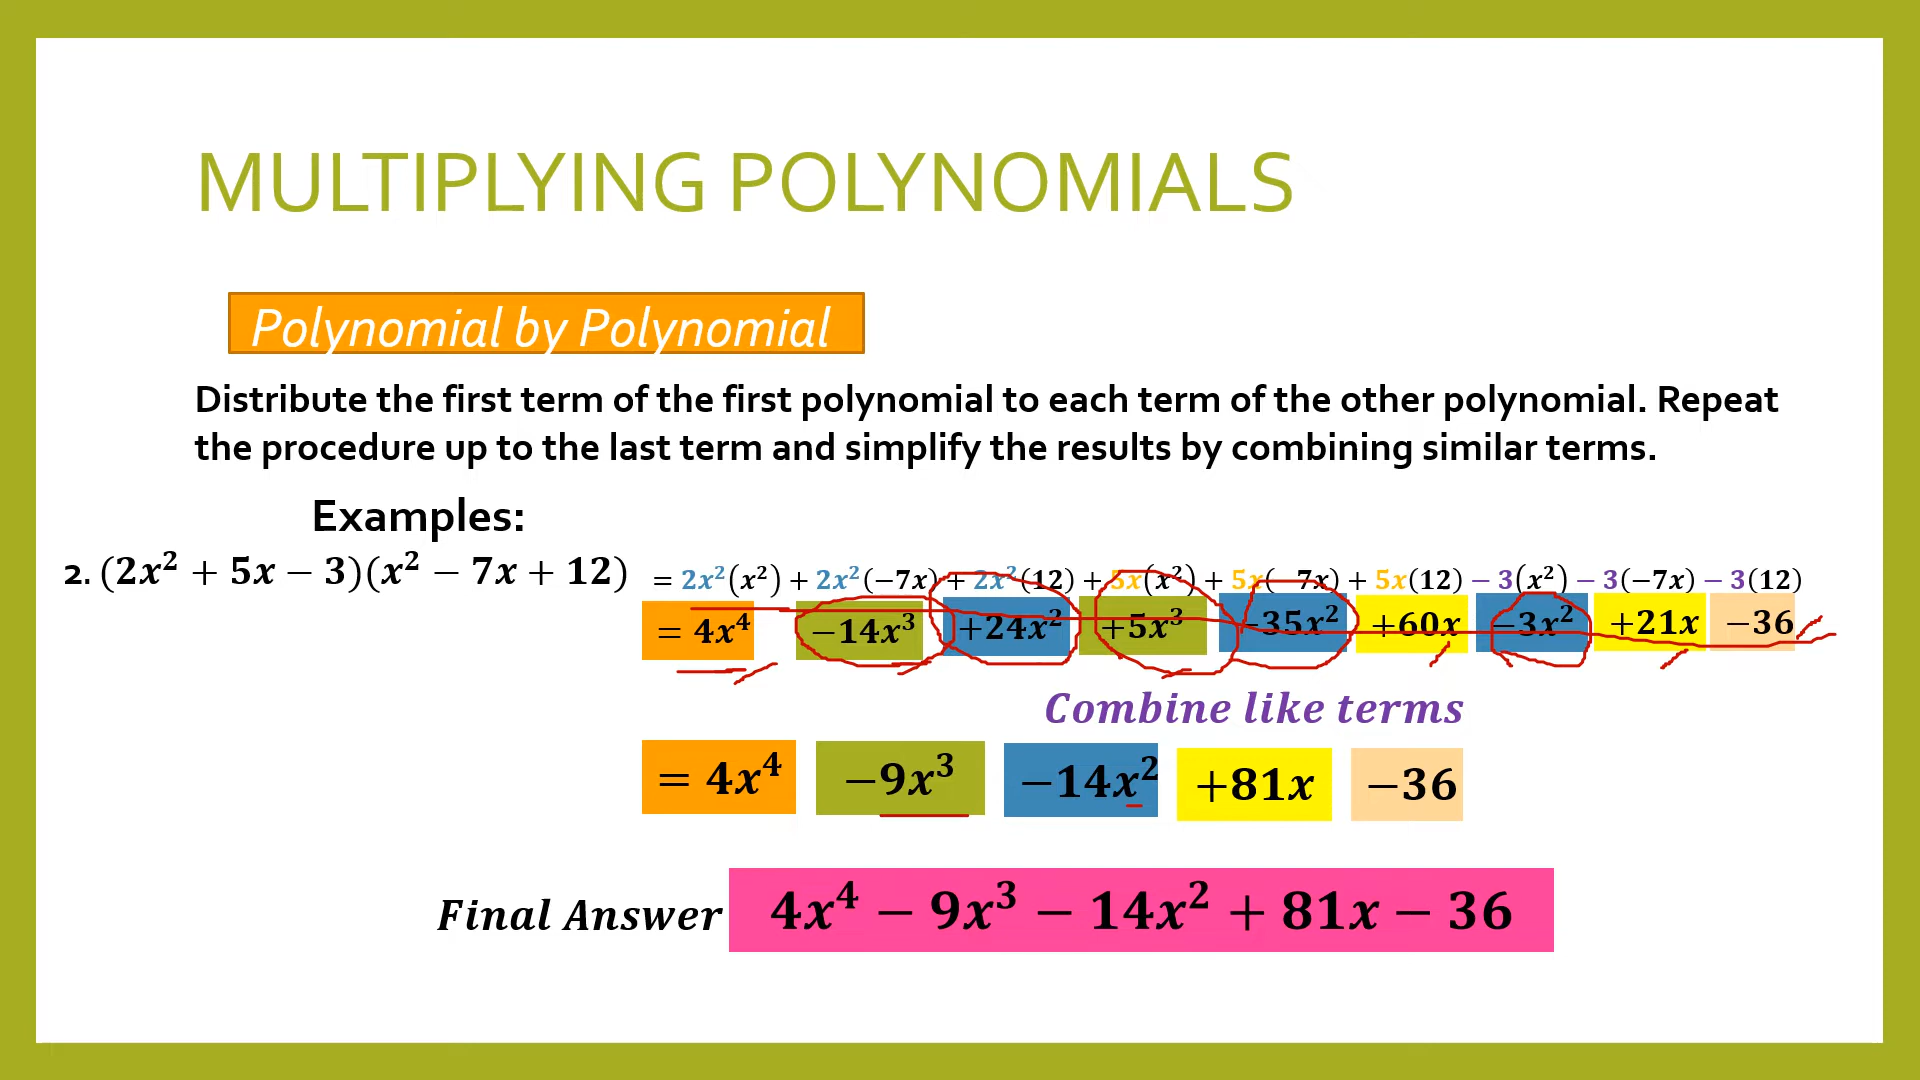 MULTIPLYING POLYNOMIALS
Polynomial by Polynomial
Distribute the first term of the first polynomial to each term of the other polynomial. Repeat
the procedure up to the last term and simplify the results by combining similar terms.
Examples:
2. (2x² + 5x − 3)(x² − 7x + 12) = 2x²(x²) + 2x²(−7x) + 2x²(12) + 5x(x²) + 5x(−7x) + 5x(12) − 3(x²) − 3(−7x) − 3(12)
= 4x⁴ −14x³ +24x² +5x³ −35x² +60x −3x² +21x −36
Combine like terms
= 4x⁴ −9x³ −14x² +81x −36
Final Answer 4x⁴ − 9x³ − 14x² + 81x − 36